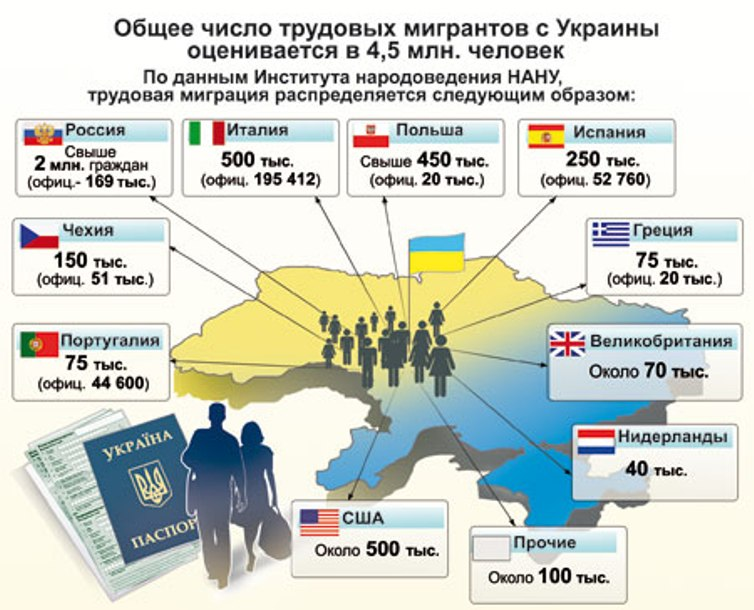 Общее число трудовых мигрантов с Украины
оценивается в 4,5 млн. человек
По данным Института народоведения НАНУ,
трудовая миграция распределяется следующим образом:
Россия
Свыше
2 млн. граждан
(офиц.- 169 тыс.)
Италия
500 тыс.
(офиц. 195 412)
Польша
Свыше 450 тыс.
(офиц. 20 тыс.)
Испания
250 тыс.
(офиц. 52 760)
Чехия
150 тыс.
(офиц. 51 тыс.)
Греция
75 тыс.
(офиц. 20 тыс.)
Португалия
75 тыс.
(офиц. 44 600)
Великобритания
Около 70 тыс.
Нидерланды
40 тыс.
США
Около 500 тыс.
Прочие
Около 100 тыс.
УКРАЇНА
ПАСПОР